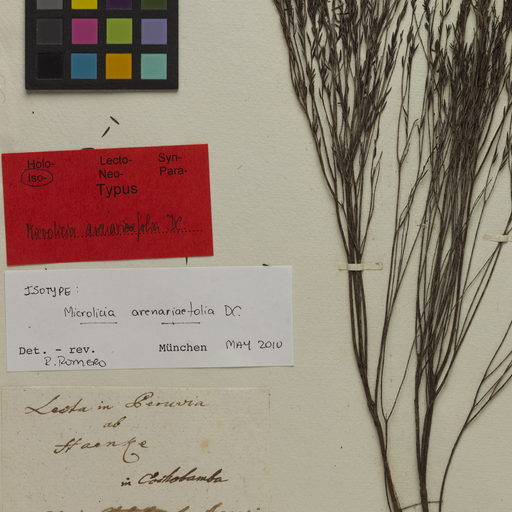 Holo- Lecto- Syn-
Iso- Neo- Para-
Typus
Microlicia arenariaefolia DC.
ISOTYPE:
Microlicia arenariaefolia DC.
Det. - rev. München MAY 2010
R. ROMERO
Lecta in Peruvia
ab
Haenke
in Cochobamba